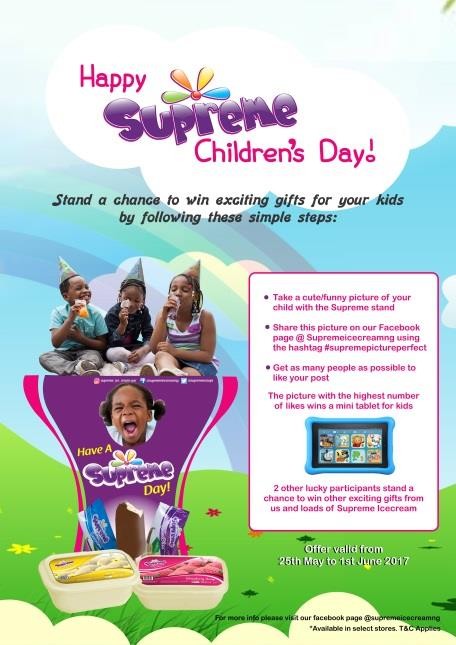 Happy
Supreme
Children's Day!
Stand a chance to win exciting gifts for your kids
by following these simple steps:
Take a cute/funny picture of your
child with the Supreme stand
Share this picture on our Facebook
page @ Supremeicecreamng using
the hashtag #supremepictureperfect
Get as many people as possible to
like your post
The picture with the highest number
of likes wins a mini tablet for kids
2 other lucky participants stand a
chance to win other exciting gifts from
us and loads of Supreme Icecream
Have A
Supreme
Day!
Offer valid from
25th May to 1st June 2017
For more info please visit our facebook page @supremeicecreamng
*Available in select stores. T&C Applies